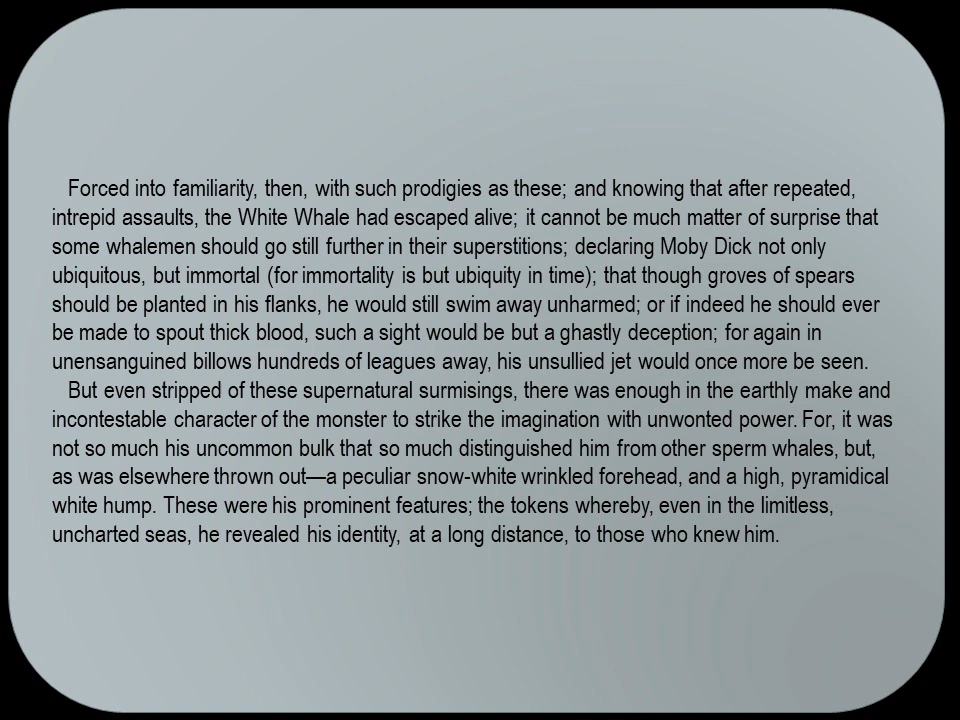 Forced into familiarity, then, with such prodigies as these; and knowing that after repeated,
intrepid assaults, the White Whale had escaped alive; it cannot be much matter of surprise that
some whalemen should go still further in their superstitions; declaring Moby Dick not only
ubiquitous, but immortal (for immortality is but ubiquity in time); that though groves of spears
should be planted in his flanks, he would still swim away unharmed; or if indeed he should ever
be made to spout thick blood, such a sight would be but a ghastly deception; for again in
unensanguined billows hundreds of leagues away, his unsullied jet would once more be seen.
But even stripped of these supernatural surmisings, there was enough in the earthly make and
incontestable character of the monster to strike the imagination with unwonted power. For, it was
not so much his uncommon bulk that so much distinguished him from other sperm whales, but,
as was elsewhere thrown out—a peculiar snow-white wrinkled forehead, and a high, pyramidical
white hump. These were his prominent features; the tokens whereby, even in the limitless,
uncharted seas, he revealed his identity, at a long distance, to those who knew him.